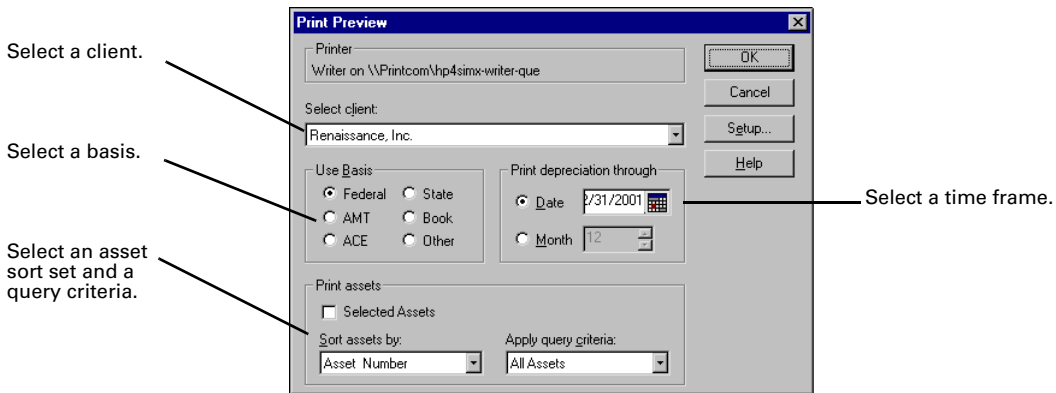 Print Preview
Select a client.
Printer
Writer on \\Printcom\hp4simx-writer-que
OK
Cancel
Select client:
Renaissance, Inc.
Setup...
Help
Select a basis.
Use Basis
Federal State
AMT Book
ACE Other
Print depreciation through
Date 2/31/2001
Month 12
Select a time frame.
Select an asset
sort set and a
query criteria.
Print assets
Selected Assets
Sort assets by: Apply query criteria:
Asset Number All Assets